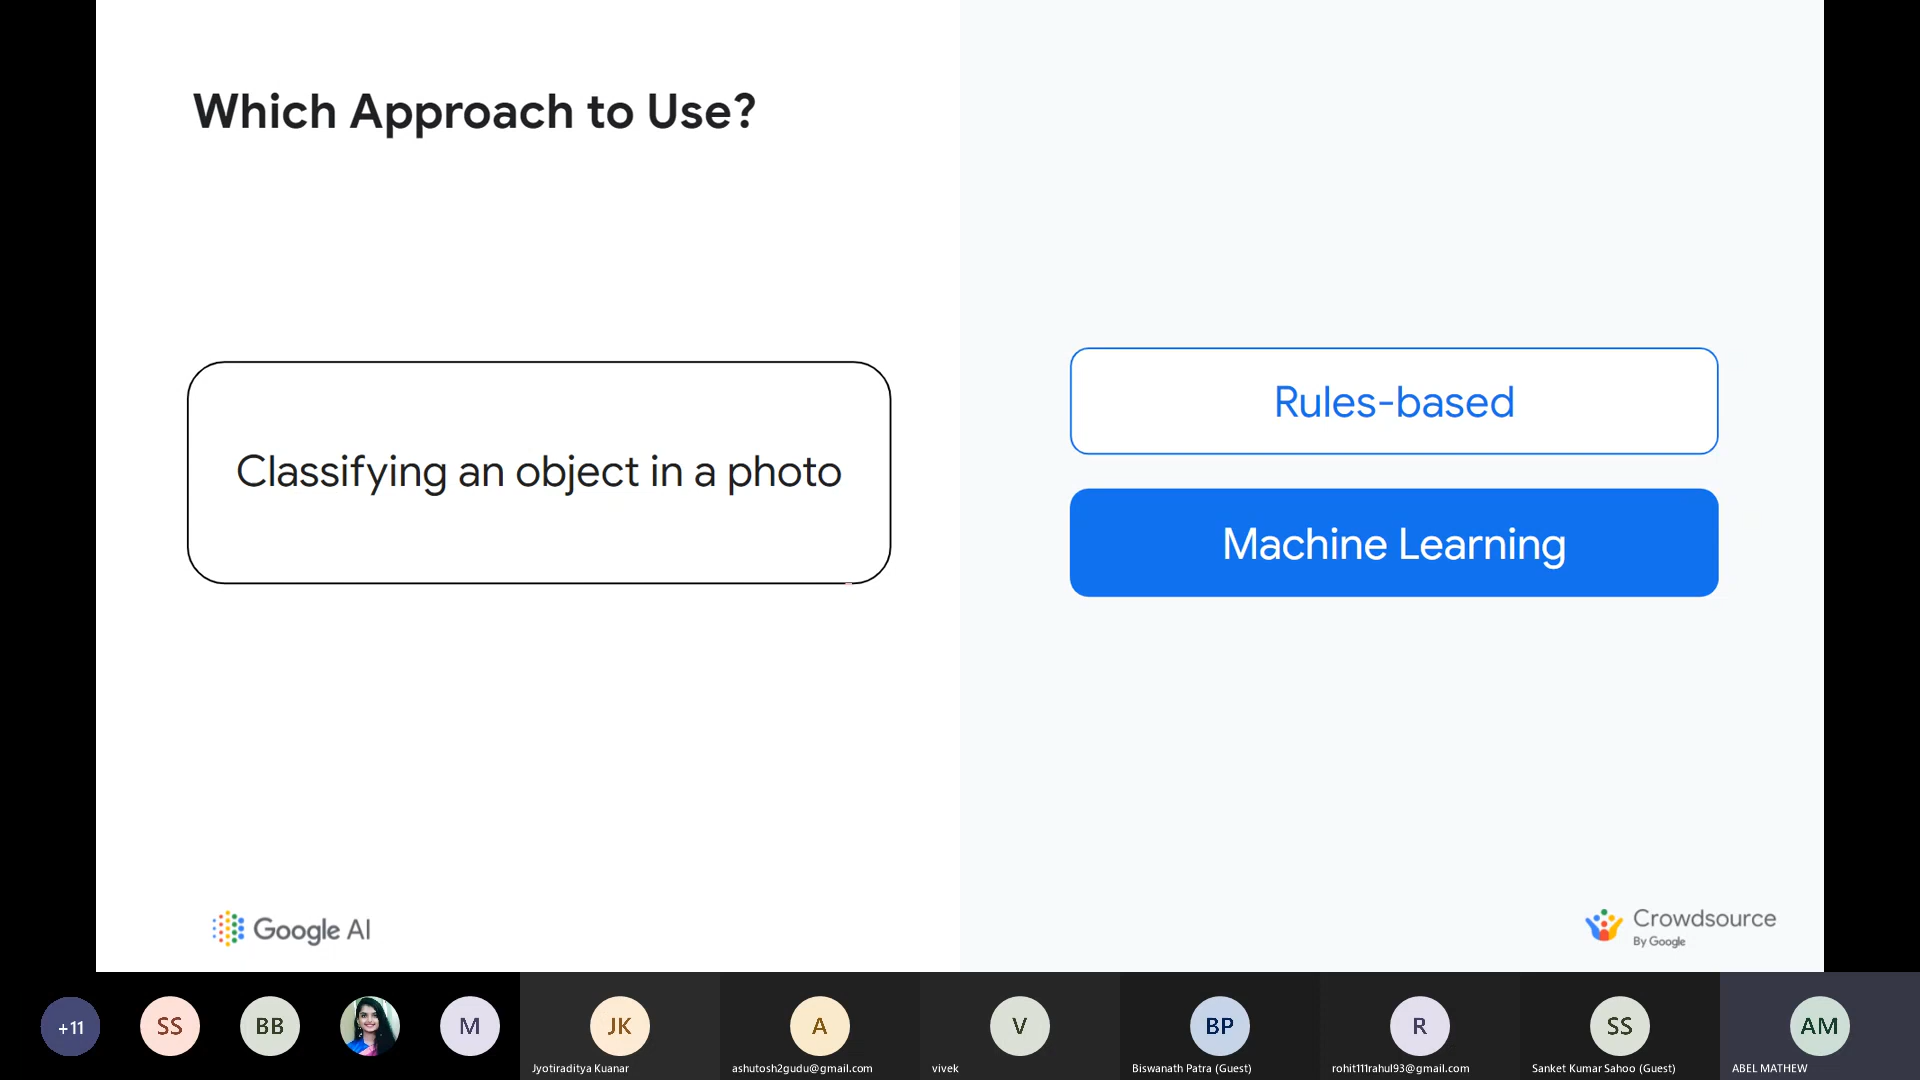 Which Approach to Use?
Classifying an object in a photo
Rules-based
Machine Learning
Google AI
Crowdsource
By Google
+11
SS
BB
M
JK
A
V
BP
R
SS
AM
Jyotiraditya Kuanar
ashutosh2gudu@gmail.com
vivek
Biswanath Patra (Guest)
rohit111rahul93@gmail.com
Sanket Kumar Sahoo (Guest)
ABEL MATHEW